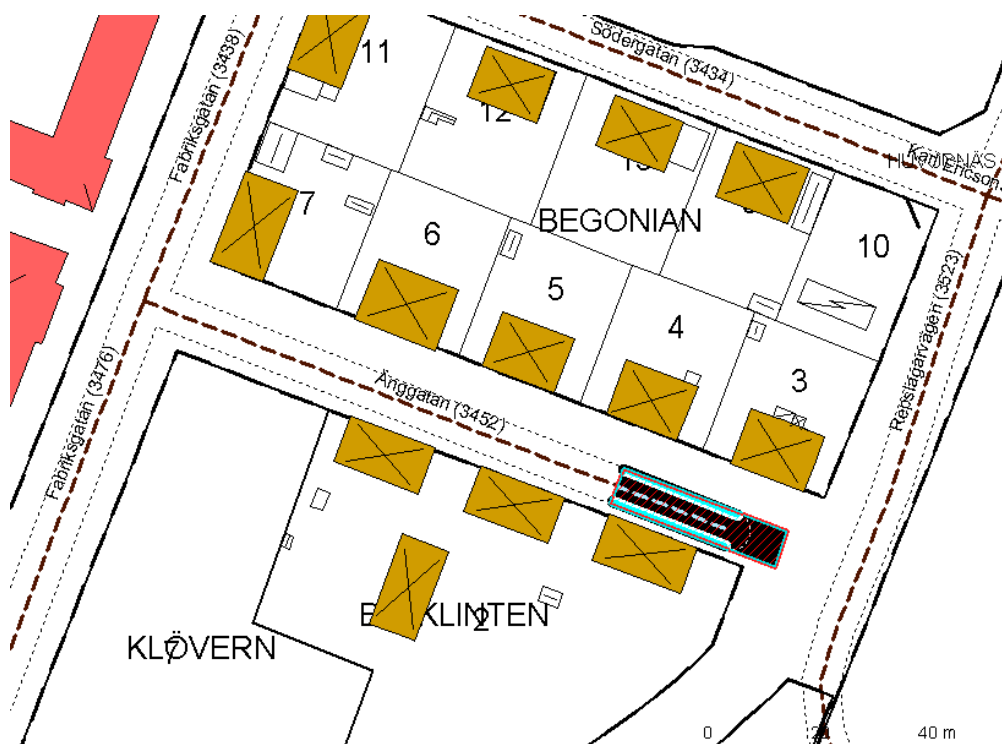 Södergatan (3434)
Fabriksgatan (3438)
11
12
BEGONIAN
10
7
6
5
4
3
Repslagarvägen (3523)
Änggatan (3452)
Fabriksgatan (3476)
2
KLÖVERN
7
0
40 m